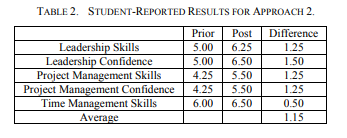 TABLE 2. STUDENT-REPORTED RESULTS FOR APPROACH 2.
Prior Post Difference
Leadership Skills 5.00 6.25 1.25
Leadership Confidence 5.00 6.50 1.50
Project Management Skills 4.25 5.50 1.25
Project Management Confidence 4.25 5.50 1.25
Time Management Skills 6.00 6.50 0.50
Average 1.15